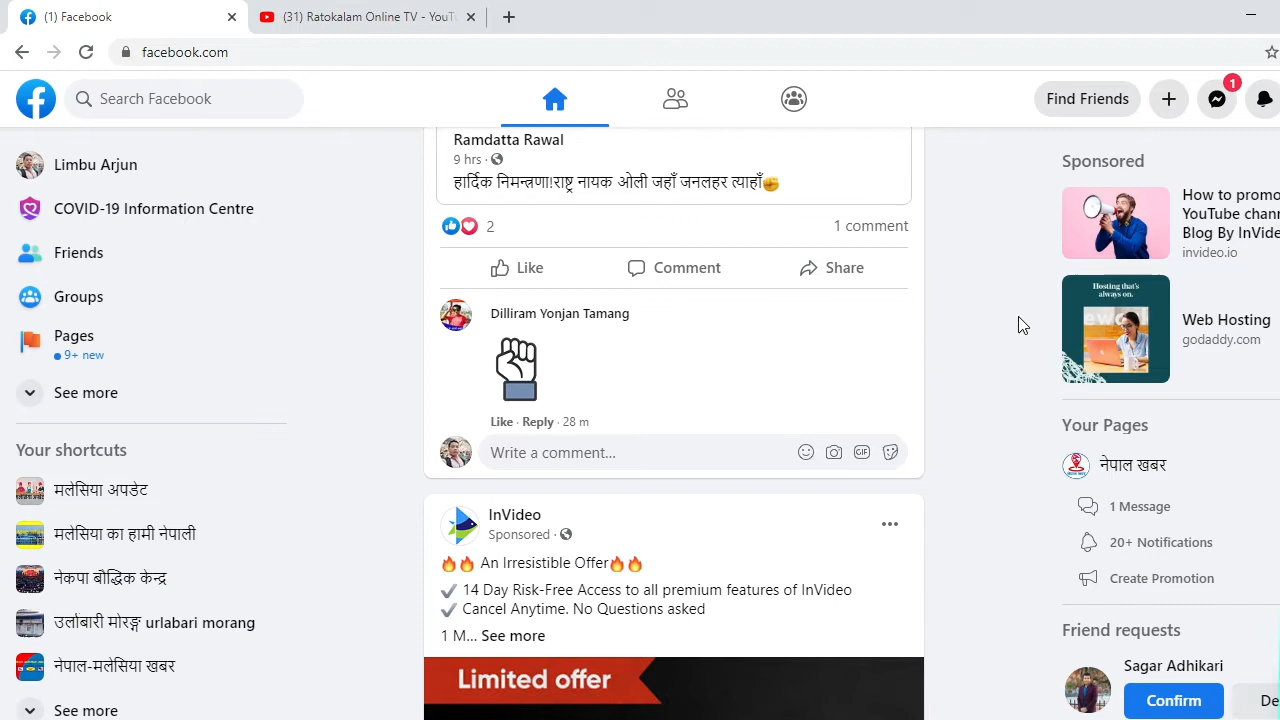 (1) Facebook
(31) Ratokalam Online TV - YouT
facebook.com
Search Facebook
Find Friends
1
Limbu Arjun
COVID-19 Information Centre
Friends
Groups
Pages
9+ new
See more
Your shortcuts
मलेसिया अपडेट
मलेसिया का हामी नेपाली
नेकपा बौद्धिक केन्द्र
उर्लाबारी मोरङ्ग urlabari morang
नेपाल-मलेसिया खबर
See more
Ramdatta Rawal
9 hrs ·
हार्दिक निमन्त्रणा!राष्ट्र नायक ओली जहाँ जनलहर त्याहाँ✊
2
1 comment
Like
Comment
Share
Dilliram Yonjan Tamang
Like · Reply · 28 m
Write a comment...
GIF
InVideo
Sponsored ·
🔥🔥 An Irresistible Offer🔥🔥
✔ 14 Day Risk-Free Access to all premium features of InVideo
✔ Cancel Anytime. No Questions asked
1 M... See more
Limited offer
Sponsored
How to promo
YouTube chann
Blog By InVide
invideo.io
Hosting that's
always on.
Web Hosting
godaddy.com
Your Pages
नेपाल खबर
1 Message
20+ Notifications
Create Promotion
Friend requests
Sagar Adhikari
Confirm
De